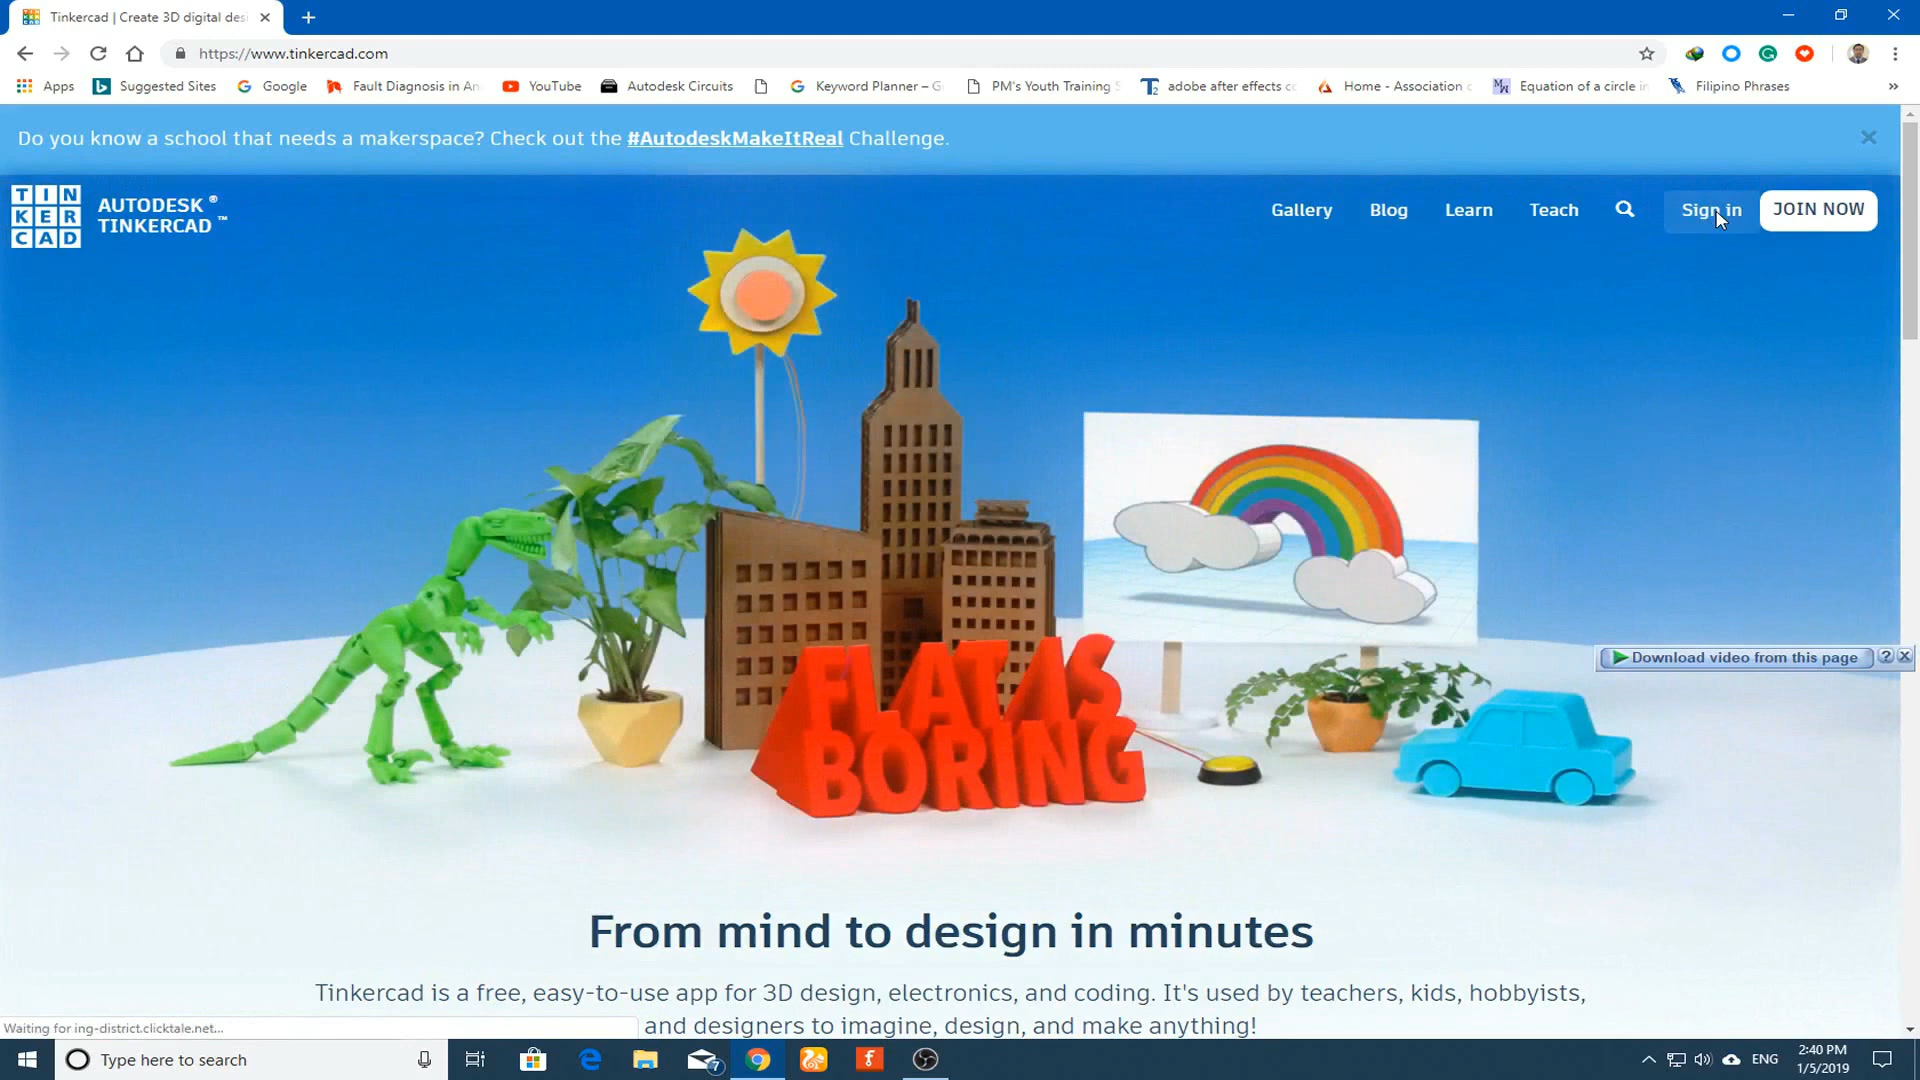 Tinkercad | Create 3D digital des
https://www.tinkercad.com
Apps
Suggested Sites
Google
Fault Diagnosis in An
YouTube
Autodesk Circuits
Keyword Planner – G
PM's Youth Training S
adobe after effects cc
Home - Association c
Equation of a circle in
Filipino Phrases
Do you know a school that needs a makerspace? Check out the #AutodeskMakeItReal Challenge.
TIN
KER
CAD
AUTODESK ®
TINKERCAD ™
Gallery
Blog
Learn
Teach
Sign in
JOIN NOW
FLAT IS
BORING
Download video from this page
From mind to design in minutes
Tinkercad is a free, easy-to-use app for 3D design, electronics, and coding. It's used by teachers, kids, hobbyists,
and designers to imagine, design, and make anything!
Waiting for ing-district.clicktale.net...
Type here to search
7
ENG
2:40 PM
1/5/2019